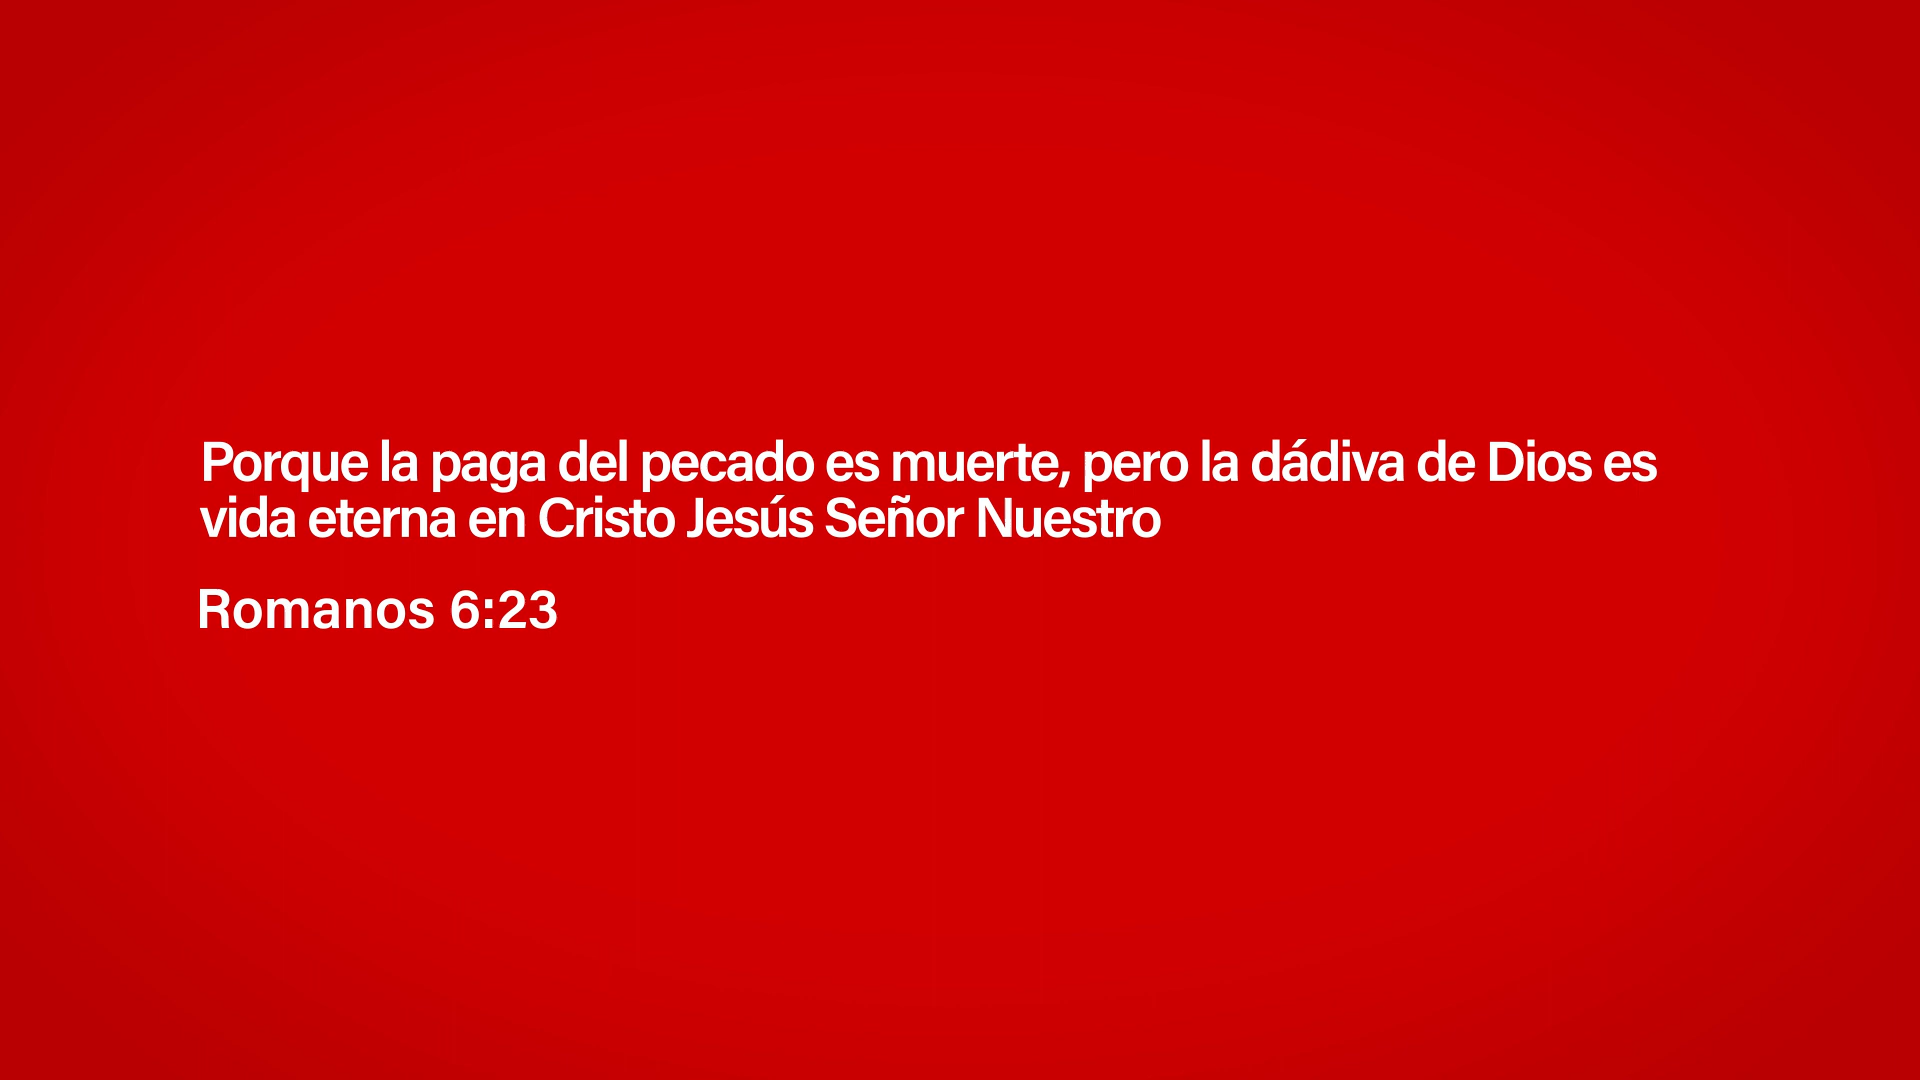 Porque la paga del pecado es muerte, pero la dádiva de Dios es
vida eterna en Cristo Jesús Señor Nuestro
Romanos 6:23